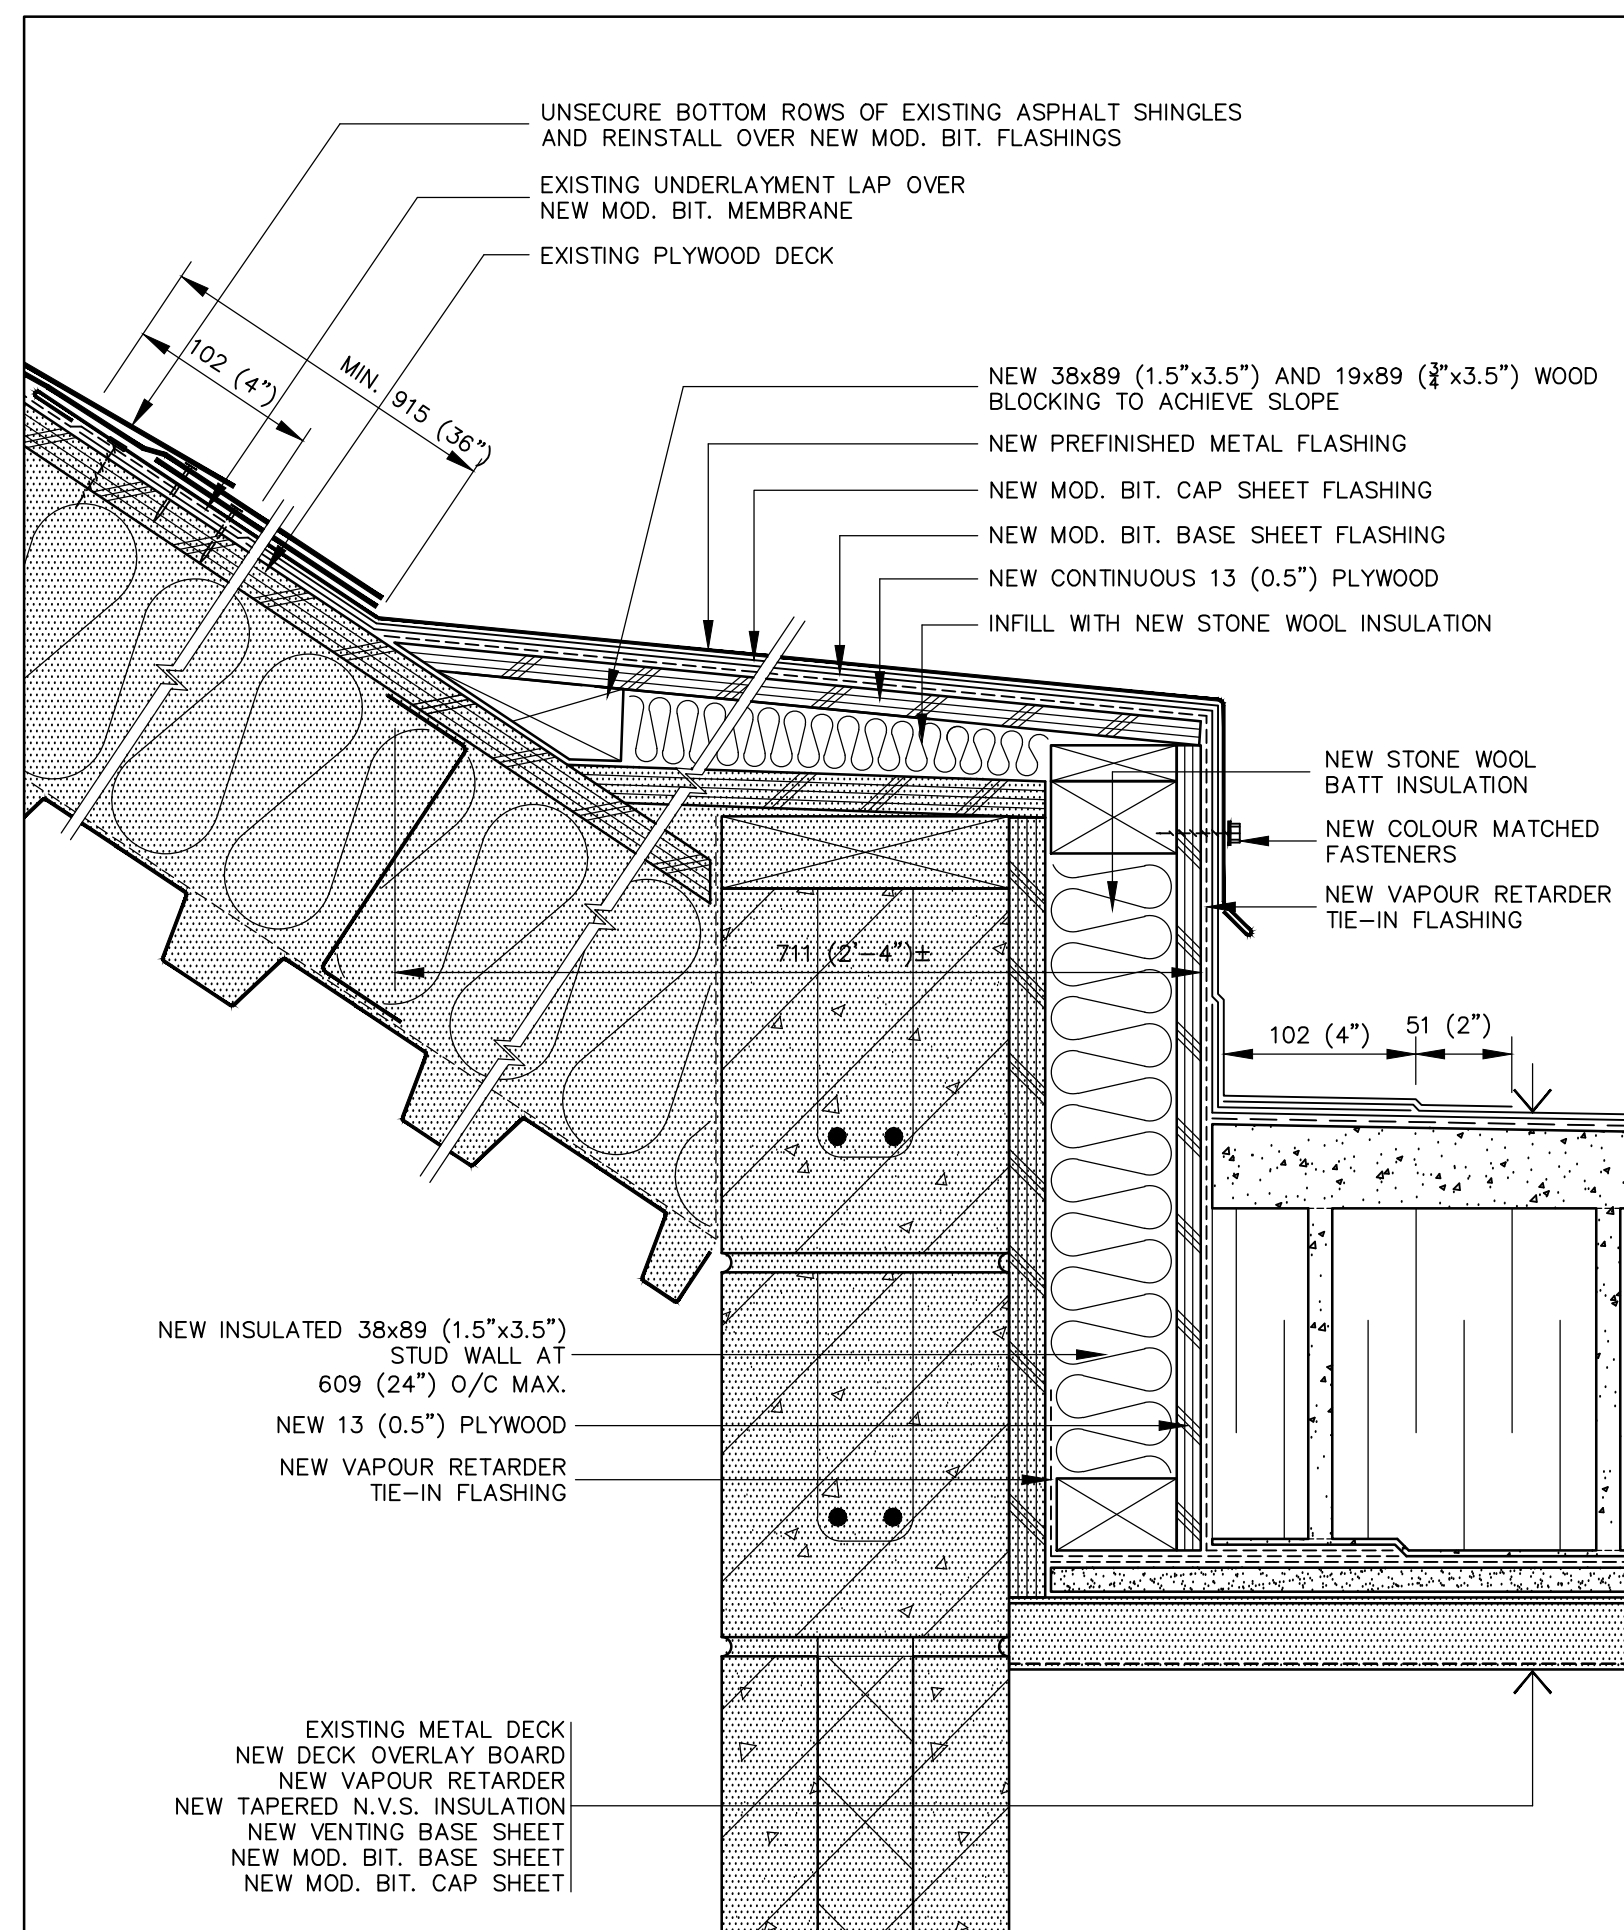 UNSECURE BOTTOM ROWS OF EXISTING ASPHALT SHINGLES
AND REINSTALL OVER NEW MOD. BIT. FLASHINGS
EXISTING UNDERLAYMENT LAP OVER
NEW MOD. BIT. MEMBRANE
EXISTING PLYWOOD DECK
102 (4")
MIN. 915 (36")
NEW 38x89 (1.5"x3.5") AND 19x89 (3/4"x3.5") WOOD
BLOCKING TO ACHIEVE SLOPE
NEW PREFINISHED METAL FLASHING
NEW MOD. BIT. CAP SHEET FLASHING
NEW MOD. BIT. BASE SHEET FLASHING
NEW CONTINUOUS 13 (0.5") PLYWOOD
INFILL WITH NEW STONE WOOL INSULATION
NEW STONE WOOL
BATT INSULATION
NEW COLOUR MATCHED
FASTENERS
NEW VAPOUR RETARDER
TIE-IN FLASHING
711 (2'-4")±
102 (4")
51 (2")
NEW INSULATED 38x89 (1.5"x3.5")
STUD WALL AT
609 (24") O/C MAX.
NEW 13 (0.5") PLYWOOD
NEW VAPOUR RETARDER
TIE-IN FLASHING
EXISTING METAL DECK
NEW DECK OVERLAY BOARD
NEW VAPOUR RETARDER
NEW TAPERED N.V.S. INSULATION
NEW VENTING BASE SHEET
NEW MOD. BIT. BASE SHEET
NEW MOD. BIT. CAP SHEET